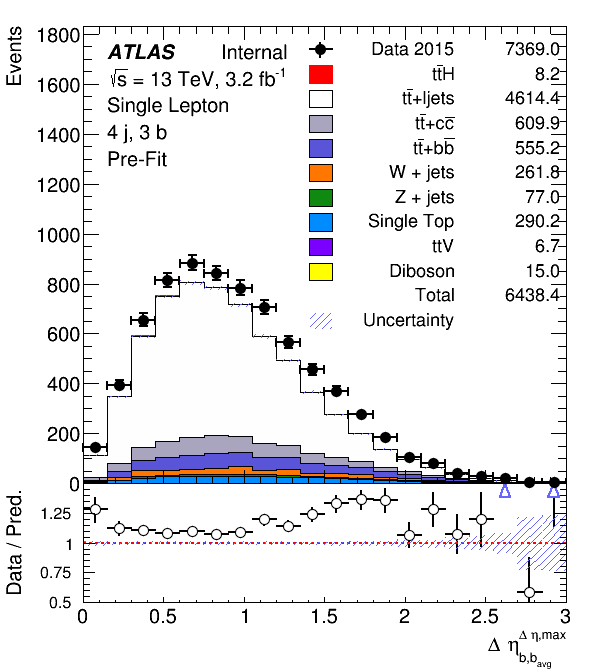 Events
1800
1600
1400
1200
1000
800
600
400
200
0
ATLAS Internal
√s = 13 TeV, 3.2 fb⁻¹
Single Lepton
4 j, 3 b
Pre-Fit
Data 2015 7369.0
tt̄H 8.2
tt̄+ljets 4614.4
tt̄+cc̄ 609.9
tt̄+bb̄ 555.2
W + jets 261.8
Z + jets 77.0
Single Top 290.2
ttV 6.7
Diboson 15.0
Total 6438.4
Uncertainty
Data / Pred.
1.25
1
0.75
0.5
0 0.5 1 1.5 2 2.5 3
Δ η_{b,b_{avg}}^{Δ η,max}